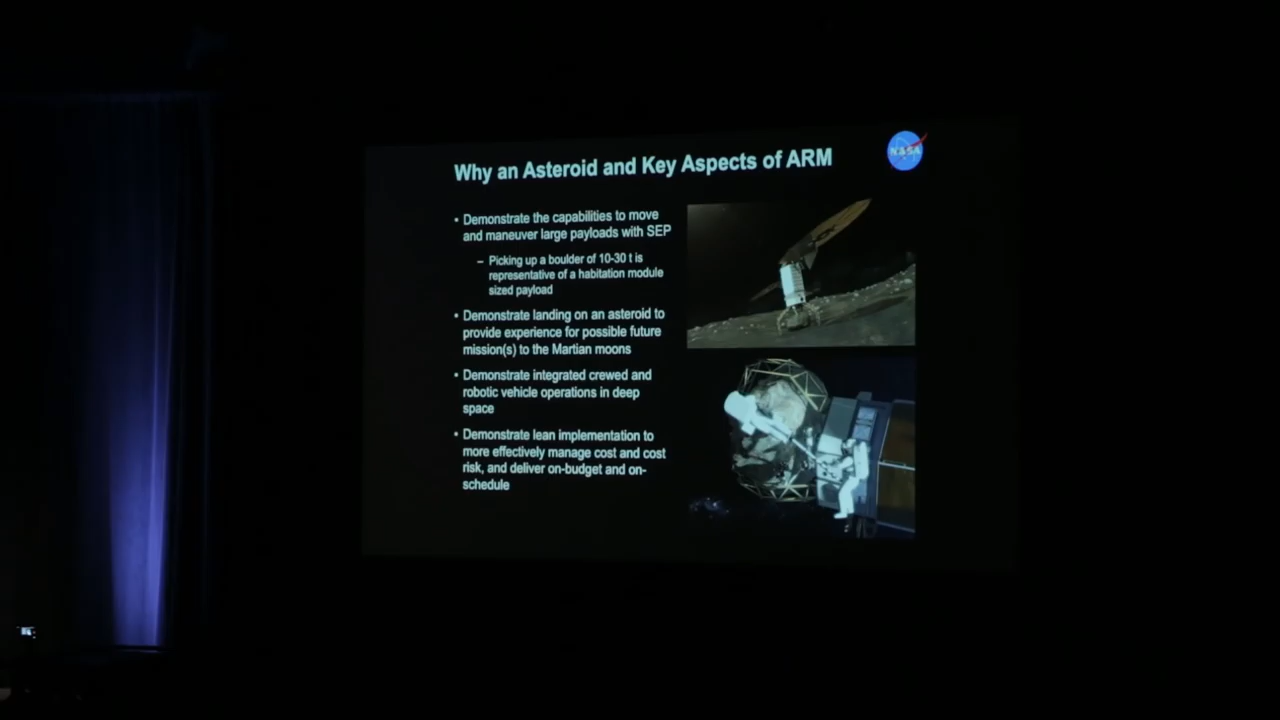 Why an Asteroid and Key Aspects of ARM
NASA
• Demonstrate the capabilities to move
and maneuver large payloads with SEP
– Picking up a boulder of 10-30 t is
representative of a habitation module
sized payload
• Demonstrate landing on an asteroid to
provide experience for possible future
mission(s) to the Martian moons
• Demonstrate integrated crewed and
robotic vehicle operations in deep
space
• Demonstrate lean implementation to
more effectively manage cost and cost
risk, and deliver on-budget and on-
schedule